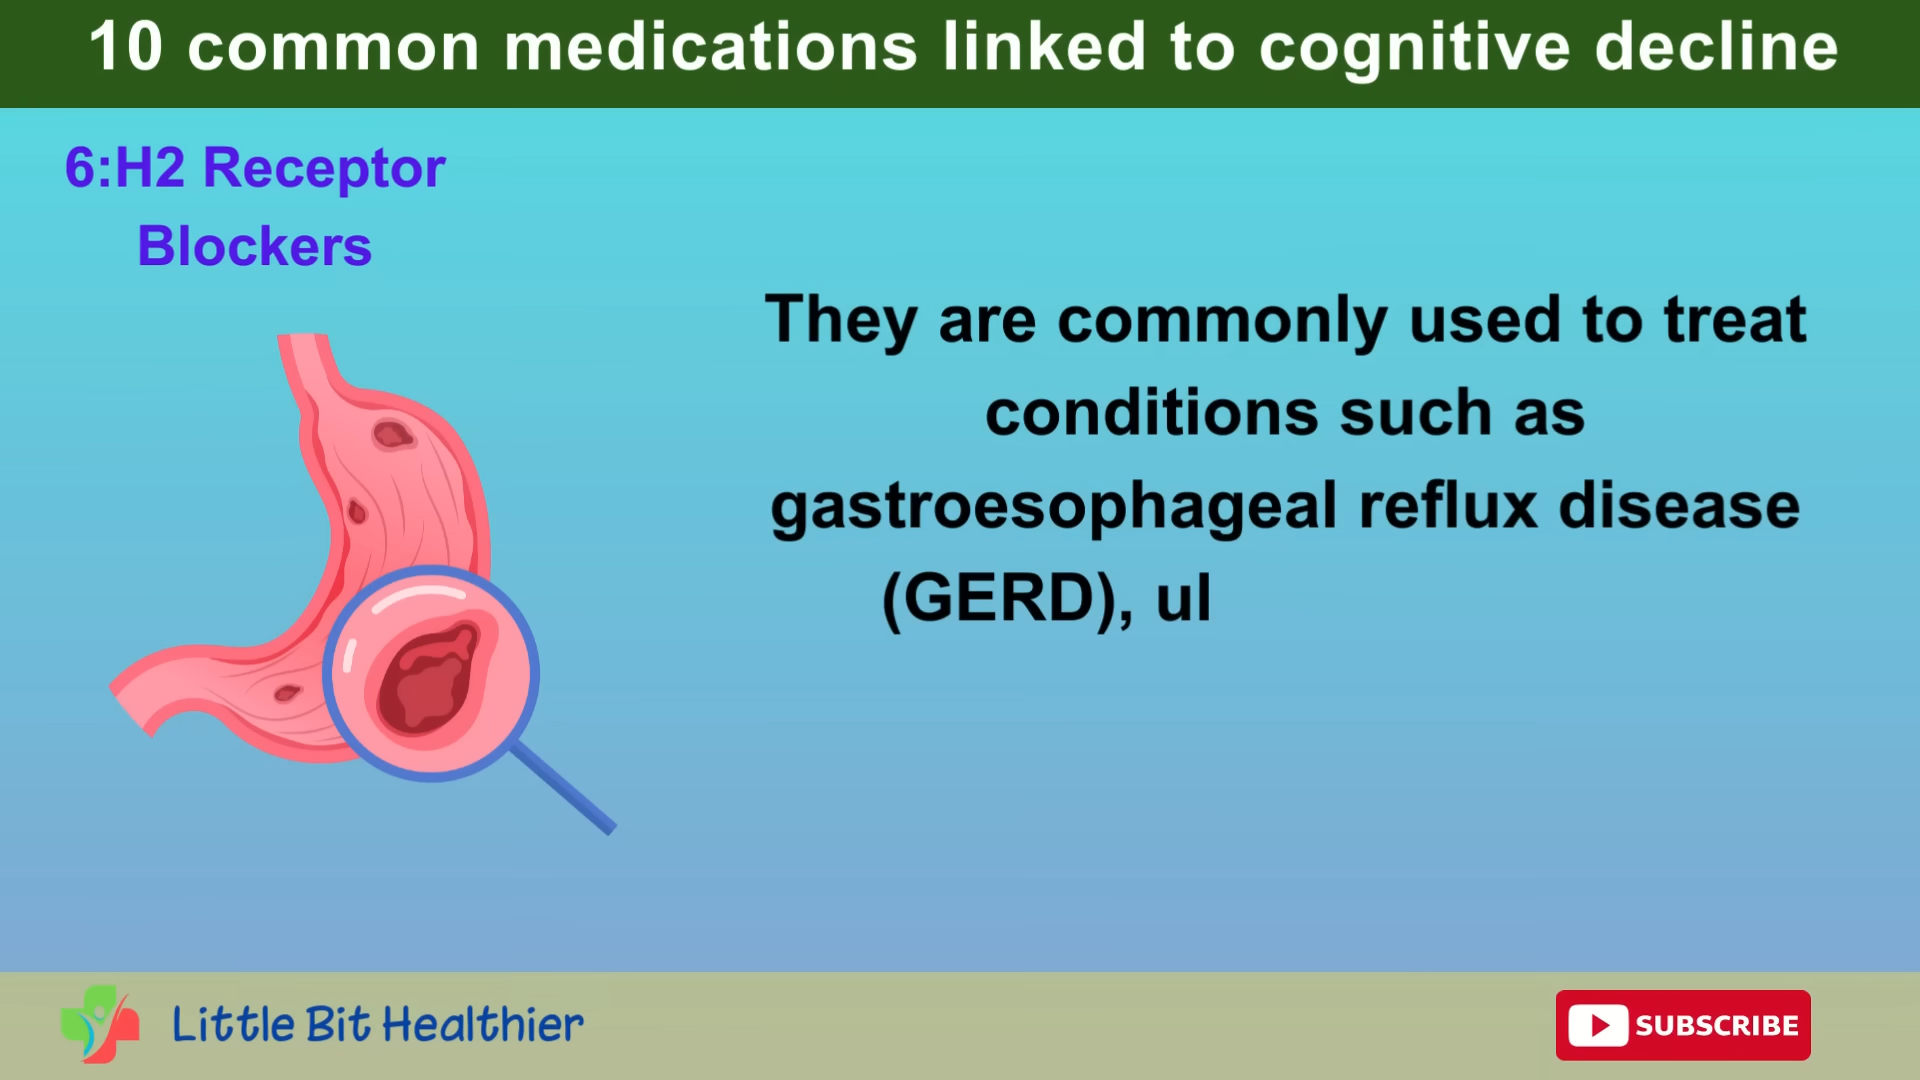 10 common medications linked to cognitive decline
6:H2 Receptor
Blockers
They are commonly used to treat
conditions such as
gastroesophageal reflux disease
(GERD), ul
Little Bit Healthier
SUBSCRIBE